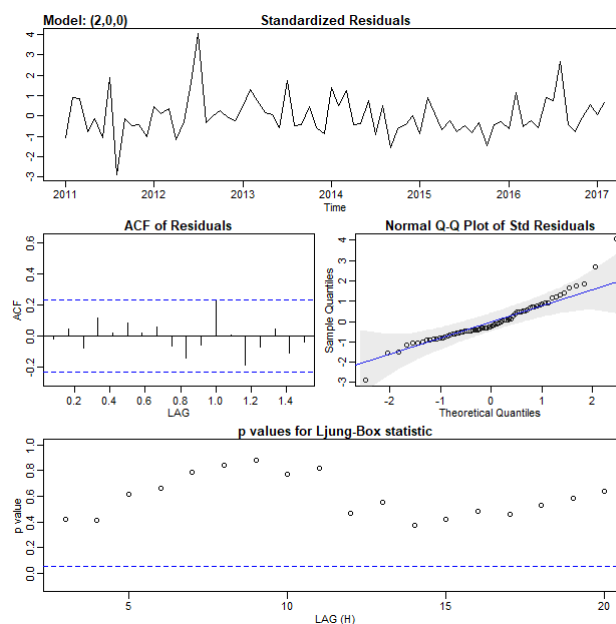 Model: (2,0,0) Standardized Residuals
4
3
2
1
0
-1
-2
-3
2011 2012 2013 2014 2015 2016 2017
Time
ACF of Residuals
ACF
0.6
0.4
0.2
0.0
-0.2
0.2 0.4 0.6 0.8 1.0 1.2 1.4
LAG
Normal Q-Q Plot of Std Residuals
Sample Quantiles
4
3
2
1
0
-1
-2
-3
-2 -1 0 1 2
Theoretical Quantiles
p values for Ljung-Box statistic
p value
1.0
0.8
0.6
0.4
0.2
0.0
5 10 15 20
LAG (H)